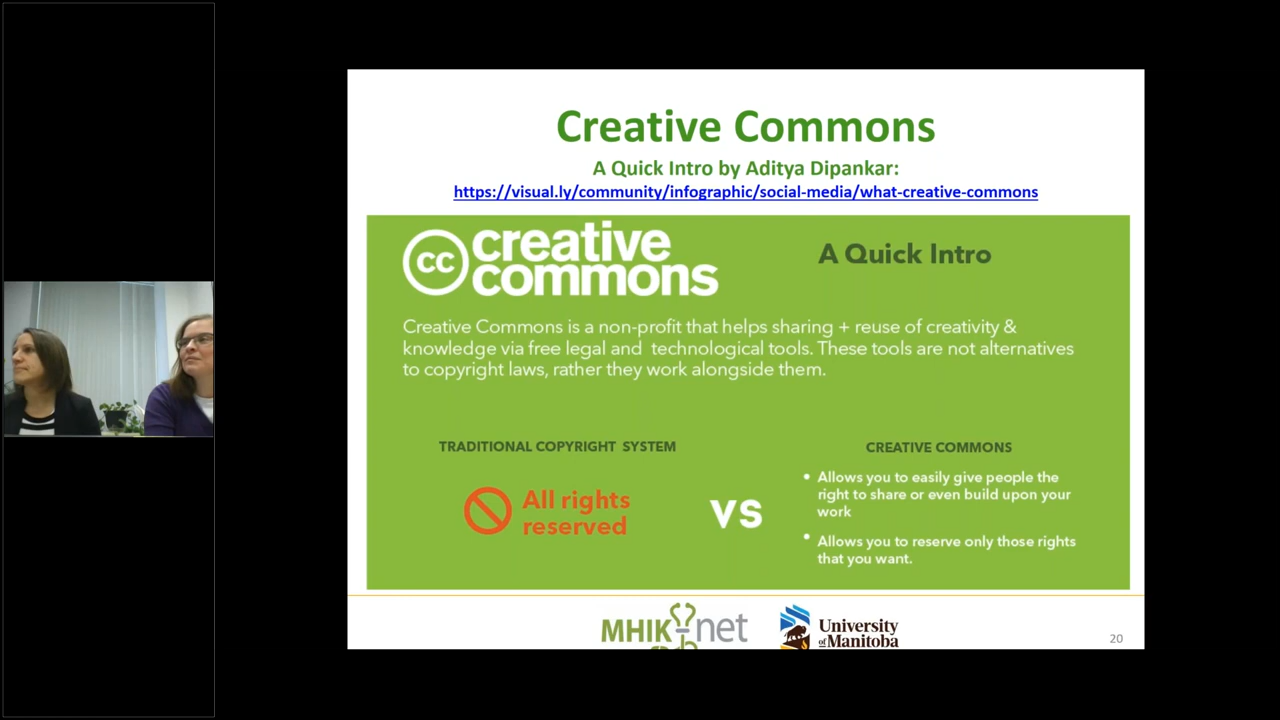 Creative Commons
A Quick Intro by Aditya Dipankar:
https://visual.ly/community/infographic/social-media/what-creative-commons
cc creative
commons
A Quick Intro
Creative Commons is a non-profit that helps sharing + reuse of creativity &
knowledge via free legal and technological tools. These tools are not alternatives
to copyright laws, rather they work alongside them.
TRADITIONAL COPYRIGHT SYSTEM
All rights
reserved
VS
CREATIVE COMMONS
• Allows you to easily give people the
right to share or even build upon your
work
• Allows you to reserve only those rights
that you want.
MHIK-net
University
of Manitoba
20